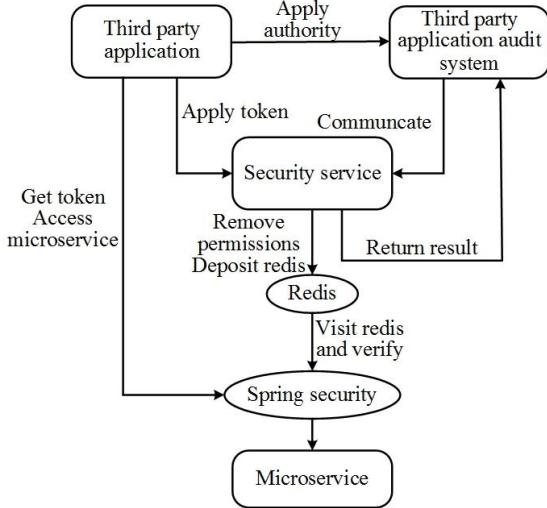 Third party
application
Apply
authority
Third party
application audit
system
Apply token
Communcate
Security service
Get token
Access
microservice
Remove
permissions
Deposit redis
Return result
Redis
Visit redis
and verify
Spring security
Microservice